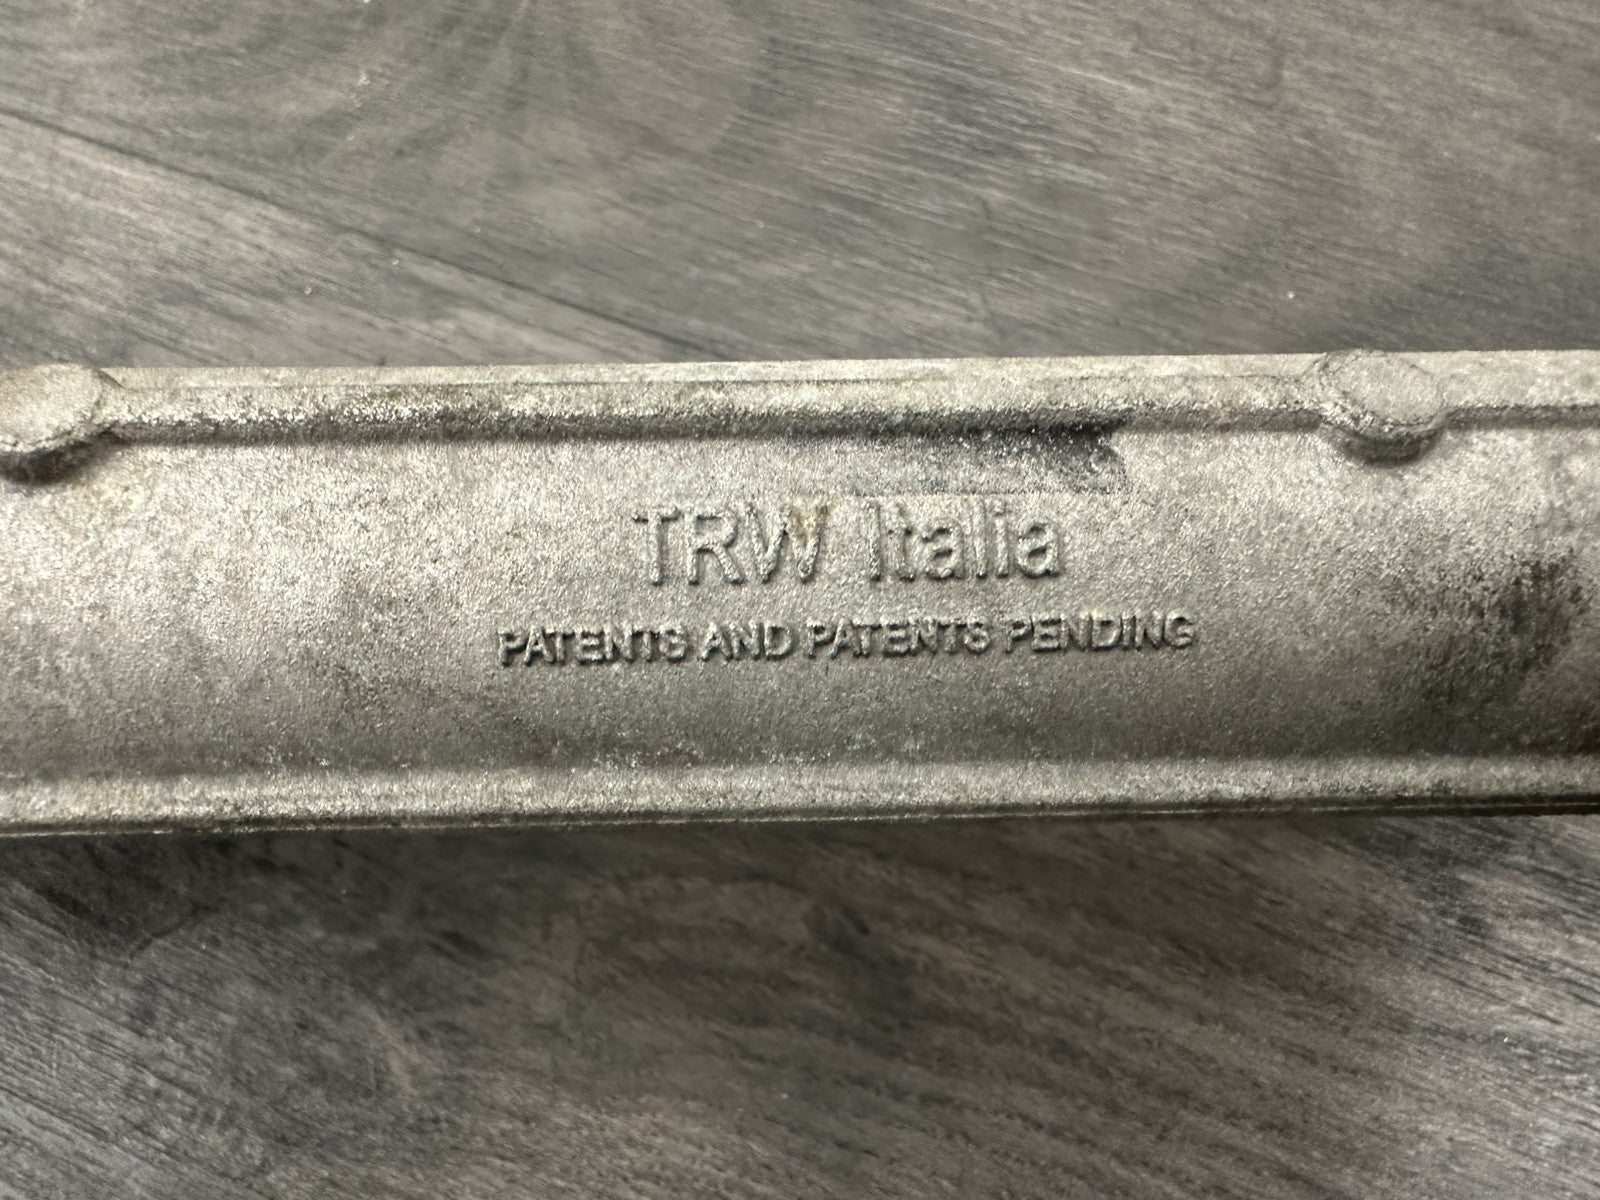 TRW Italia
PATENTS AND PATENTS PENDING